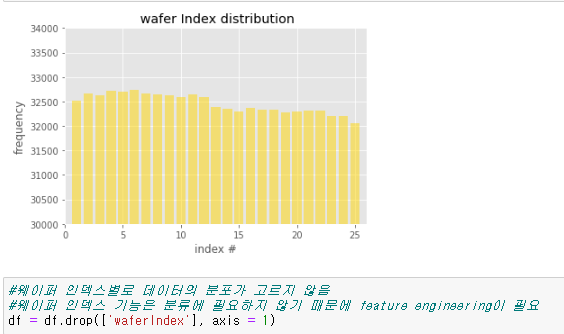 wafer Index distribution
34000
33500
33000
32500
32000
31500
31000
30500
30000
frequency
0
5
10
15
20
25
index #
#웨이퍼 인덱스별로 데이터의 분포가 고르지 않음
#웨이퍼 인덱스 기능은 분류에 필요하지 않기 때문에 feature engineering이 필요
df = df.drop(['waferIndex'], axis = 1)